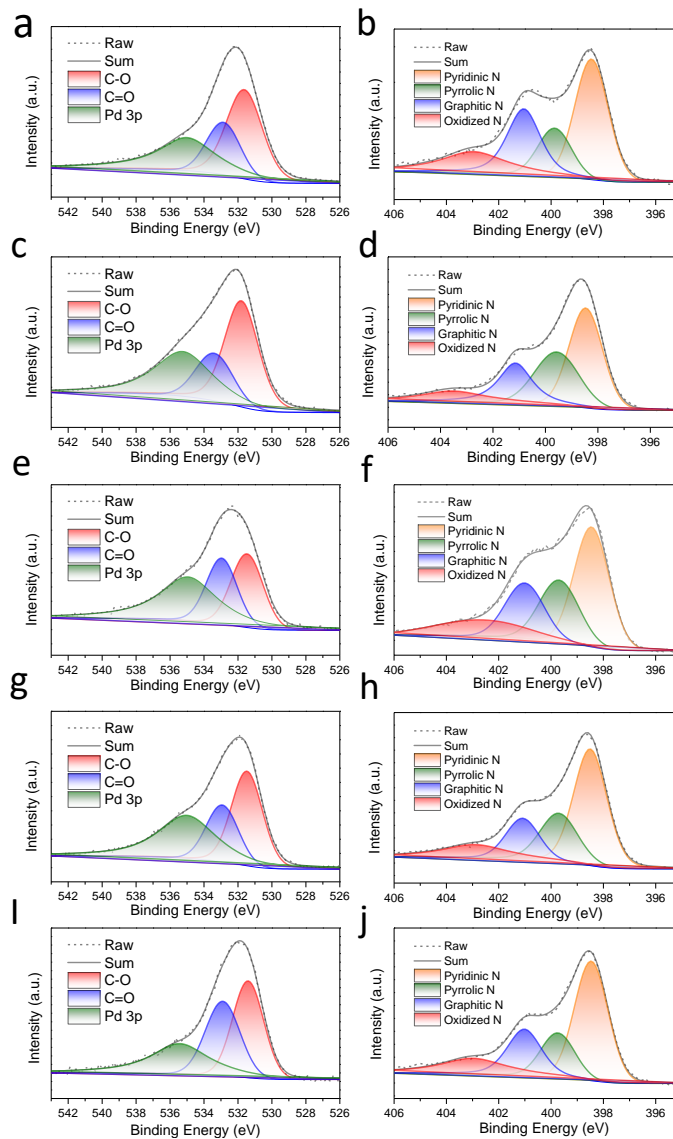 a
Raw
Sum
C-O
C=O
Pd 3p
Intensity (a.u.)
542 540 538 536 534 532 530 528 526
Binding Energy (eV)
b
Raw
Sum
Pyridinic N
Pyrrolic N
Graphitic N
Oxidized N
Intensity (a.u.)
406 404 402 400 398 396
Binding Energy (eV)
c
Raw
Sum
C-O
C=O
Pd 3p
Intensity (a.u.)
542 540 538 536 534 532 530 528 526
Binding Energy (eV)
d
Raw
Sum
Pyridinic N
Pyrrolic N
Graphitic N
Oxidized N
Intensity (a.u.)
406 404 402 400 398 396
Binding Energy (eV)
e
Raw
Sum
C-O
C=O
Pd 3p
Intensity (a.u.)
542 540 538 536 534 532 530 528 526
Binding Energy (eV)
f
Raw
Sum
Pyridinic N
Pyrrolic N
Graphitic N
Oxidized N
Intensity (a.u.)
406 404 402 400 398 396
Binding Energy (eV)
g
Raw
Sum
C-O
C=O
Pd 3p
Intensity (a.u.)
542 540 538 536 534 532 530 528 526
Binding Energy (eV)
h
Raw
Sum
Pyridinic N
Pyrrolic N
Graphitic N
Oxidized N
Intensity (a.u.)
406 404 402 400 398 396
Binding Energy (eV)
I
Raw
Sum
C-O
C=O
Pd 3p
Intensity (a.u.)
542 540 538 536 534 532 530 528 526
Binding Energy (eV)
j
Raw
Sum
Pyridinic N
Pyrrolic N
Graphitic N
Oxidized N
Intensity (a.u.)
406 404 402 400 398 396
Binding Energy (eV)